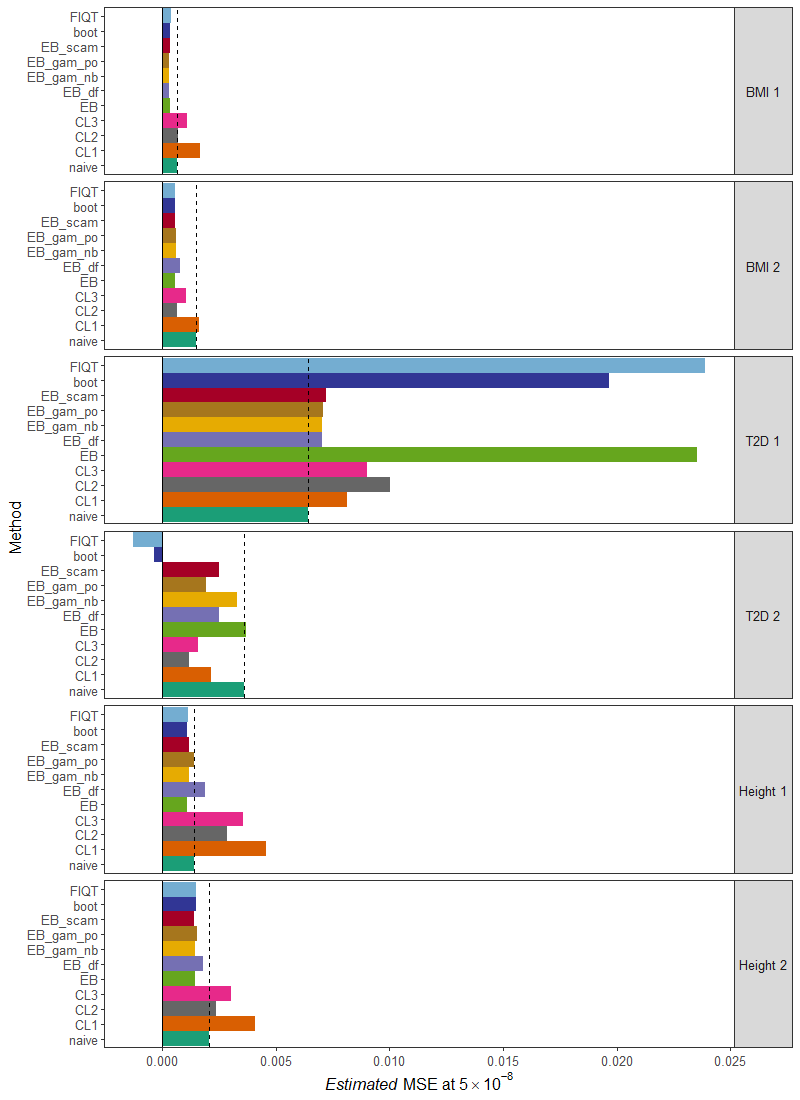 FIQT
boot
EB_scam
EB_gam_po
EB_gam_nb
EB_df
EB
CL3
CL2
CL1
naive
BMI 1
FIQT
boot
EB_scam
EB_gam_po
EB_gam_nb
EB_df
EB
CL3
CL2
CL1
naive
BMI 2
FIQT
boot
EB_scam
EB_gam_po
EB_gam_nb
EB_df
EB
CL3
CL2
CL1
naive
T2D 1
Method
FIQT
boot
EB_scam
EB_gam_po
EB_gam_nb
EB_df
EB
CL3
CL2
CL1
naive
T2D 2
FIQT
boot
EB_scam
EB_gam_po
EB_gam_nb
EB_df
EB
CL3
CL2
CL1
naive
Height 1
FIQT
boot
EB_scam
EB_gam_po
EB_gam_nb
EB_df
EB
CL3
CL2
CL1
naive
Height 2
0.000 0.005 0.010 0.015 0.020 0.025
Estimated MSE at 5×10⁻⁸